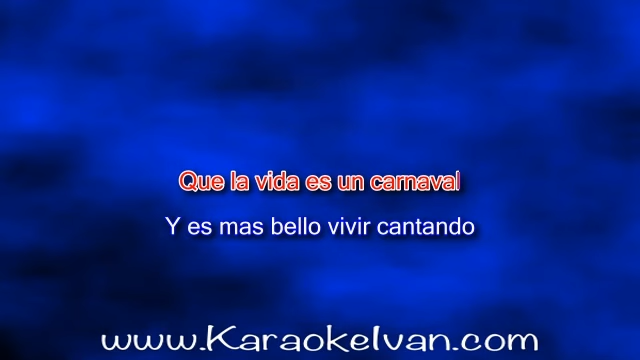 Que la vida es un carnaval
Y es mas bello vivir cantando
www.KaraokeIvan.com